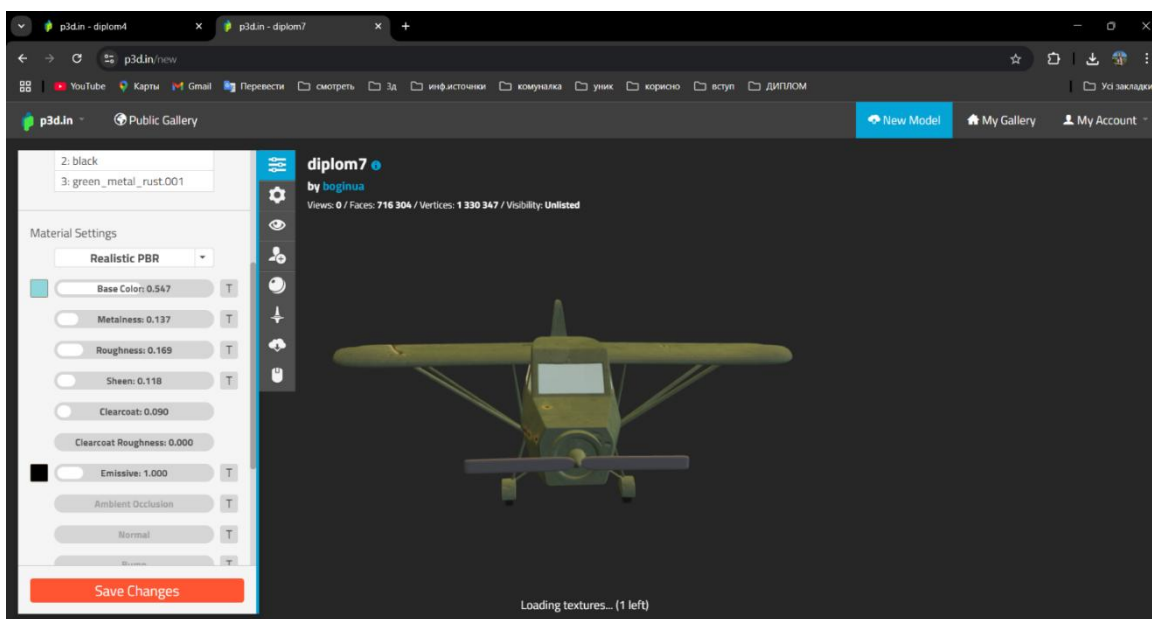 p3d.in - diplom4
p3d.in - diplom7
p3d.in/new
YouTube Карты Gmail Перевести смотреть 3д инф.источники комуналка уник корисно вступ ДИПЛОМ Усі закладки
p3d.in Public Gallery New Model My Gallery My Account
2: black
3: green_metal_rust.001
Material Settings
Realistic PBR
Base Color: 0.547 T
Metalness: 0.137 T
Roughness: 0.169 T
Sheen: 0.118 T
Clearcoat: 0.090
Clearcoat Roughness: 0.000
Emissive: 1.000 T
Ambient Occlusion T
Normal T
Bump T
Save Changes
diplom7
by boginua
Views: 0 / Faces: 716 304 / Vertices: 1 330 347 / Visibility: Unlisted
Loading textures... (1 left)